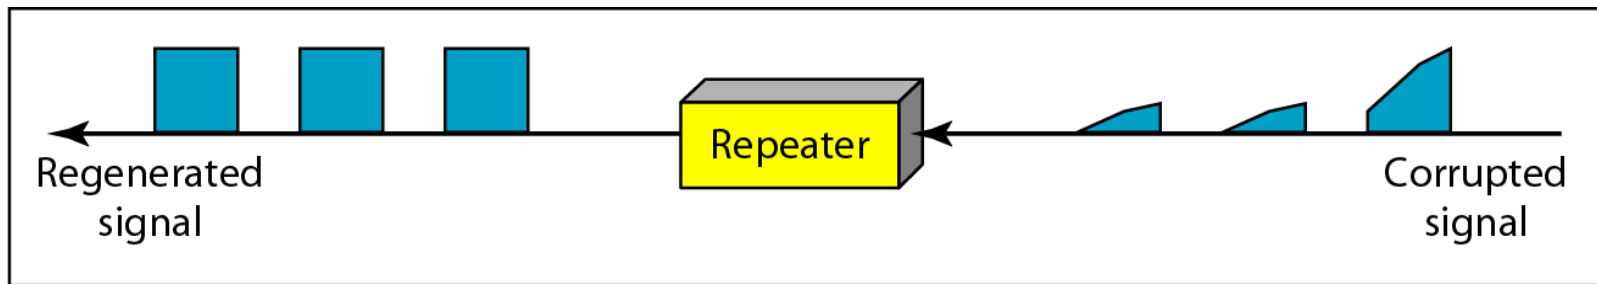 Regenerated
signal
Repeater
Corrupted
signal